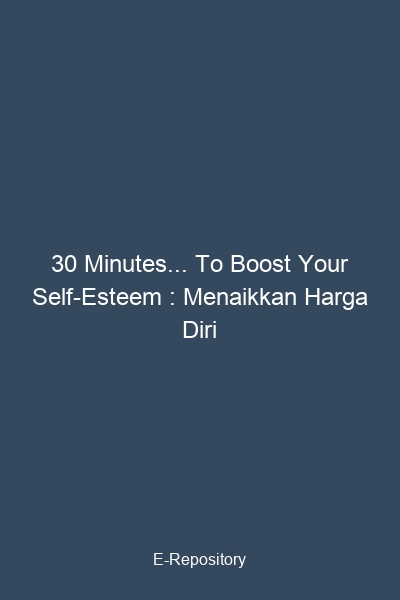 30 Minutes... To Boost Your
Self-Esteem : Menaikkan Harga
Diri
E-Repository